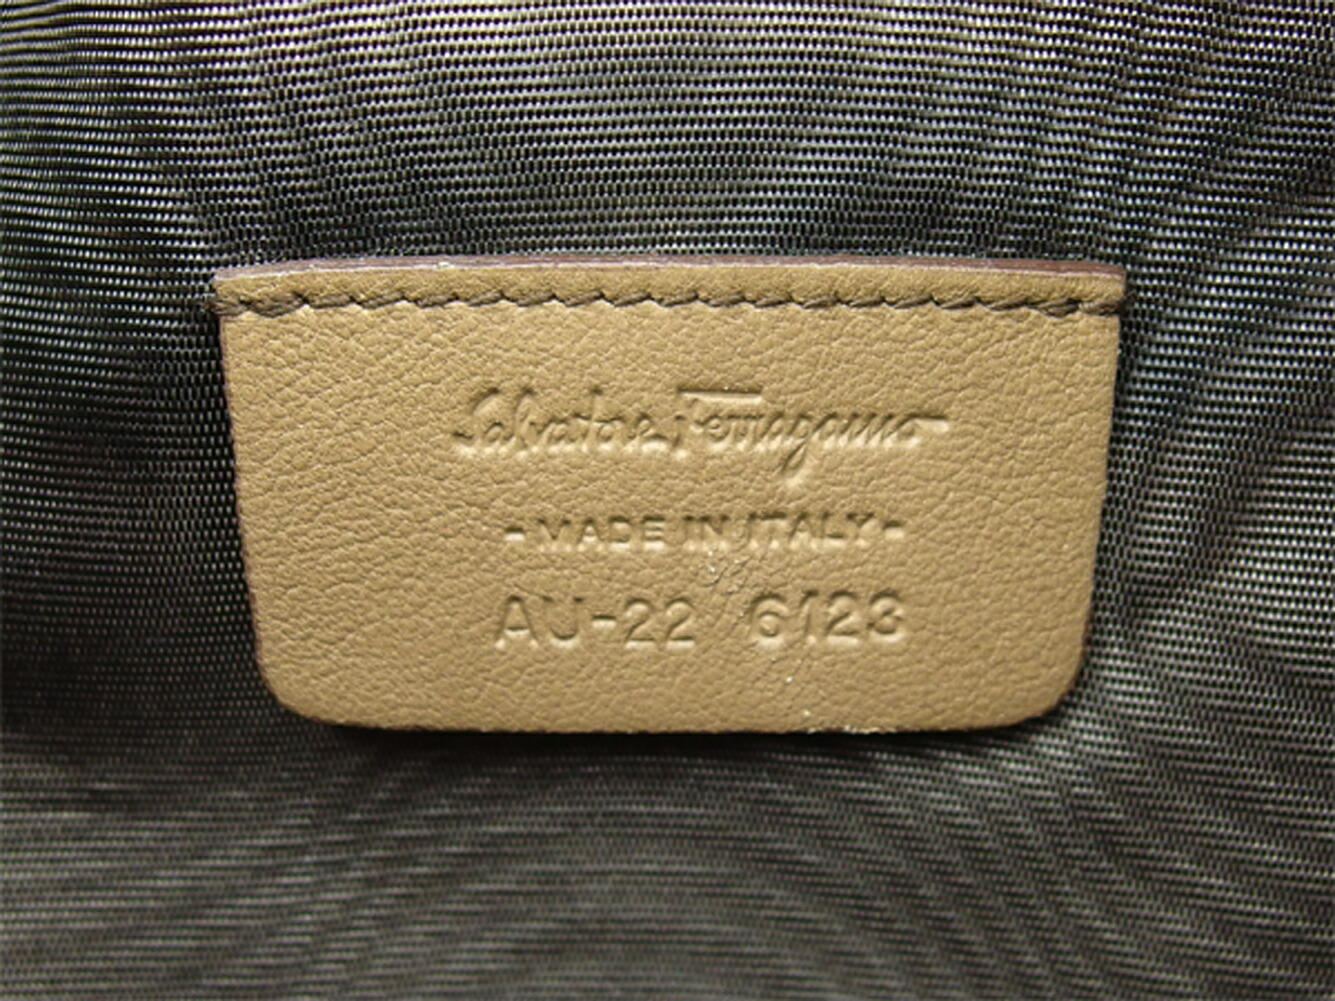 Salvatore Ferragamo
-MADE IN ITALY-
AU-22 6123